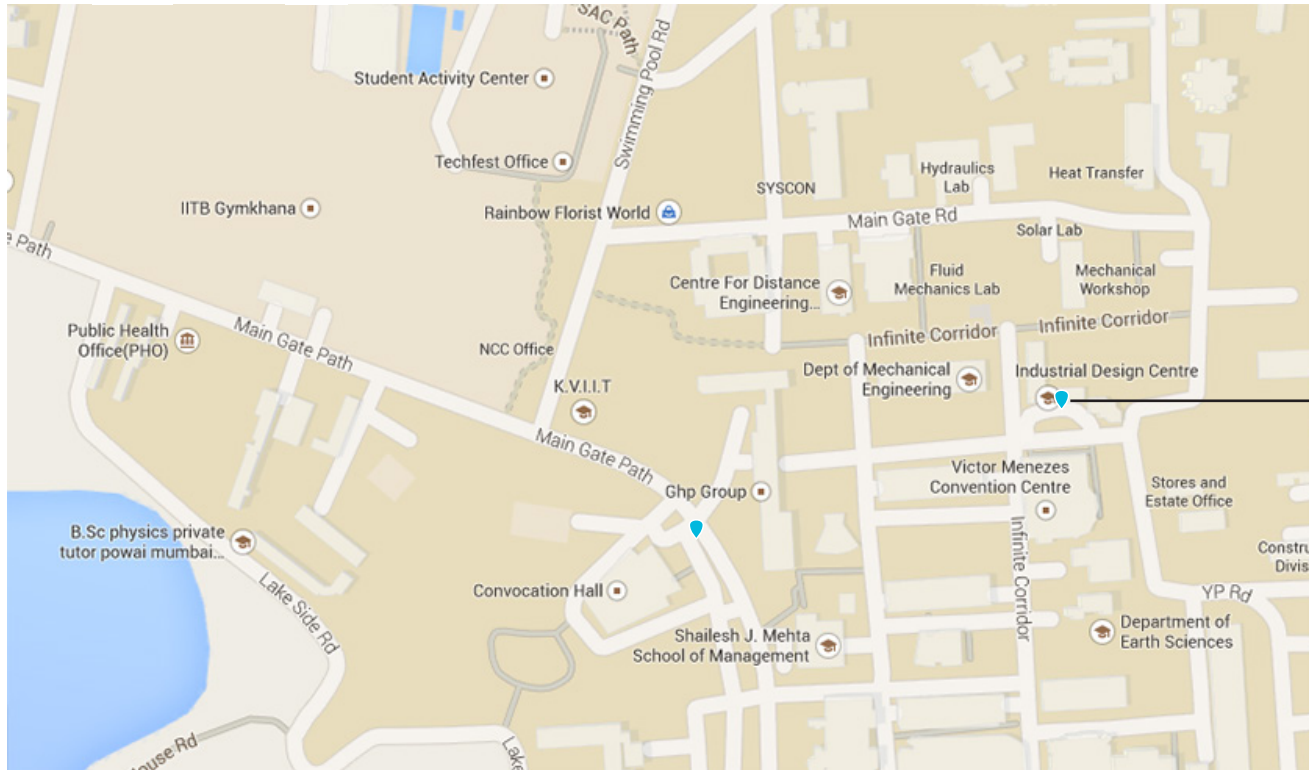 SAC Path
Swimming Pool Rd
Student Activity Center
Techfest Office
SYSCON
Hydraulics
Lab
Heat Transfer
IITB Gymkhana
Rainbow Florist World
Main Gate Rd
Solar Lab
e Path
Centre For Distance
Engineering...
Fluid
Mechanics Lab
Mechanical
Workshop
Public Health
Office(PHO)
Main Gate Path
NCC Office
Infinite Corridor
Infinite Corridor
K.V.I.I.T
Dept of Mechanical
Engineering
Industrial Design Centre
Main Gate Path
Ghp Group
Victor Menezes
Convention Centre
Stores and
Estate Office
B.Sc physics private
tutor powai mumbai...
Infinite Corridor
Constru
Divis
Lake Side Rd
Convocation Hall
YP Rd
Shailesh J. Mehta
School of Management
Department of
Earth Sciences
ouse Rd
Lake